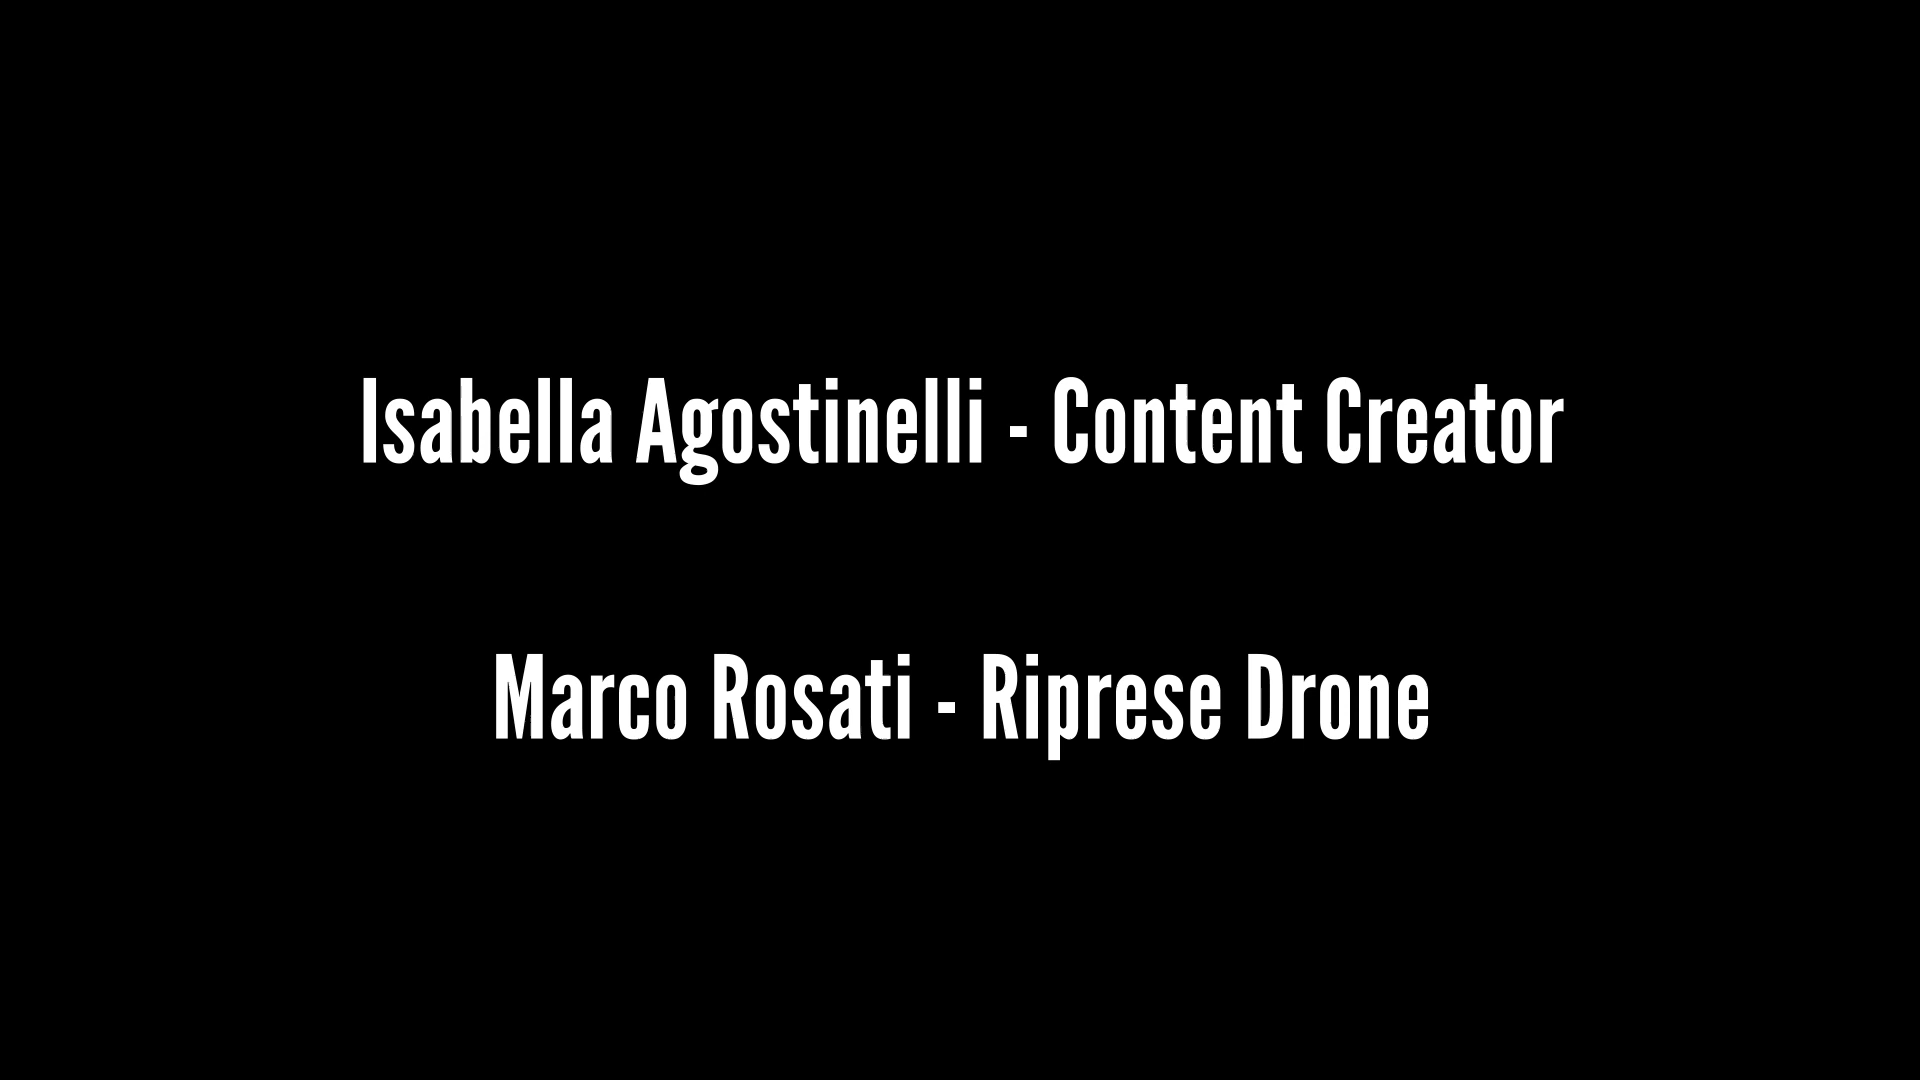 Isabella Agostinelli - Content Creator
Marco Rosati - Riprese Drone